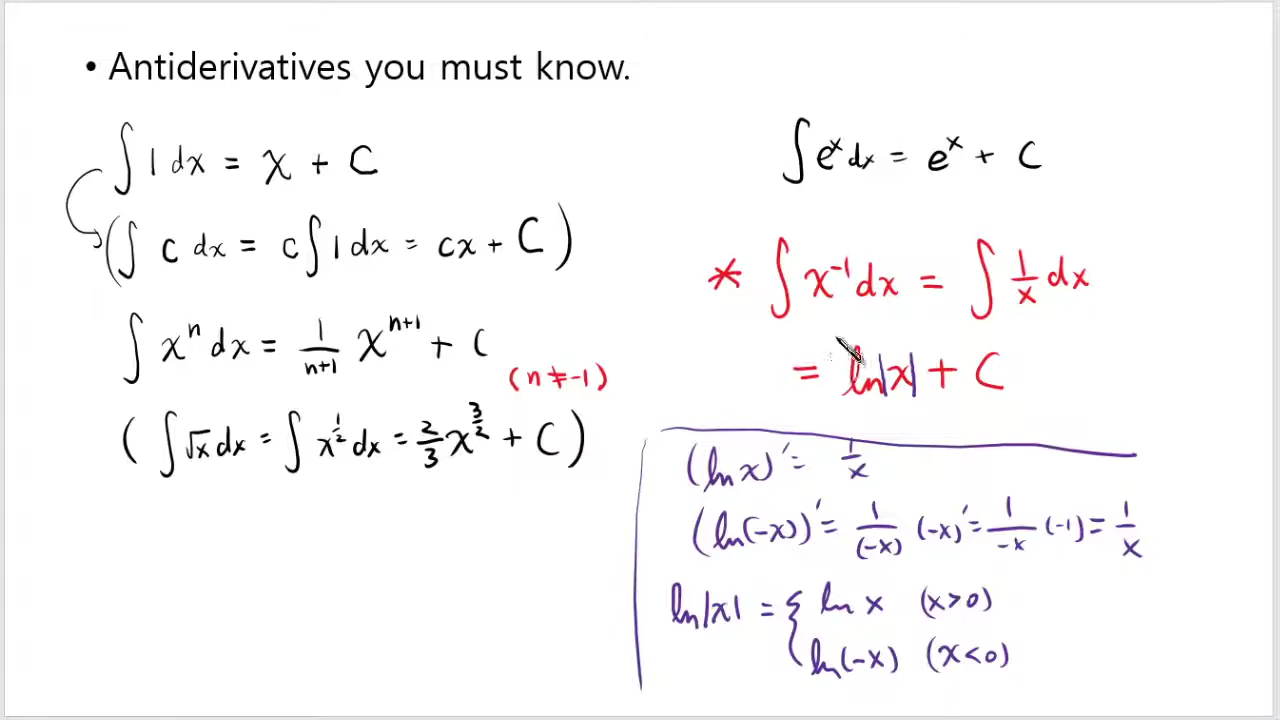 • Antiderivatives you must know.
∫ 1 dx = x + C
(∫ c dx = c ∫ 1 dx = cx + C)
∫ xⁿ dx = 1/(n+1) xⁿ⁺¹ + C
(n ≠ -1)
(∫ √x dx = ∫ x^(1/2) dx = 2/3 x^(3/2) + C)
∫ eˣ dx = eˣ + C
* ∫ x⁻¹ dx = ∫ 1/x dx
= ln|x| + C
(ln x)' = 1/x
(ln(-x))' = 1/(-x) (-x)' = 1/-x (-1) = 1/x
ln|x| = { ln x (x>0)
ln(-x) (x<0)